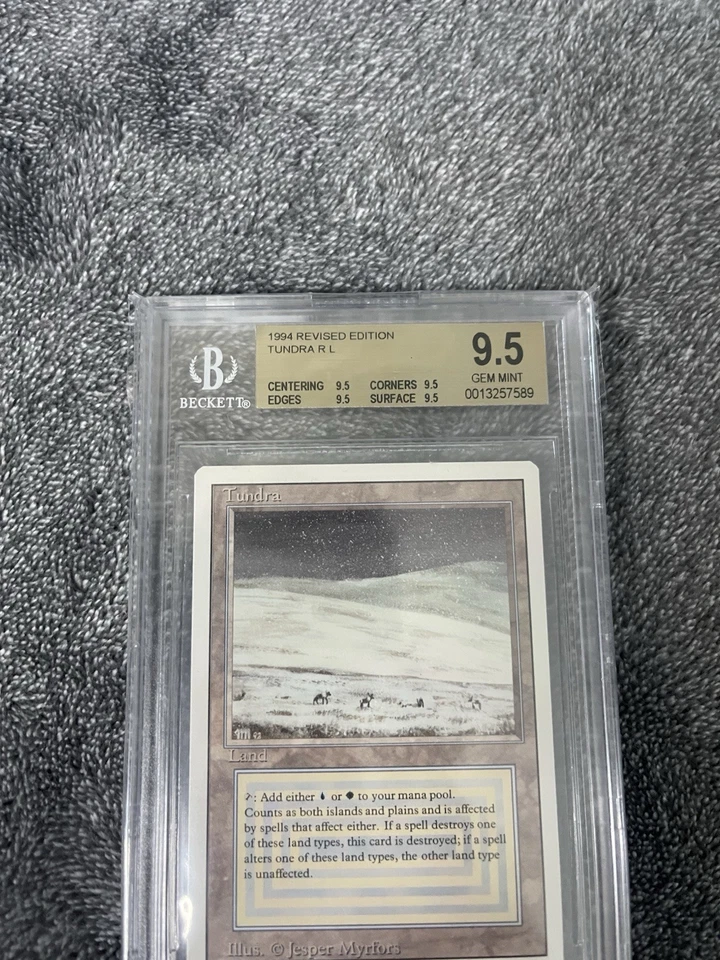 1994 REVISED EDITION
TUNDRA R L
9.5
GEM MINT
0013257589
CENTERING 9.5 CORNERS 9.5
EDGES 9.5 SURFACE 9.5
B
BECKETT®
Tundra
Land
: Add either or to your mana pool.
Counts as both islands and plains and is affected
by spells that affect either. If a spell destroys one
of these land types, this card is destroyed; if a spell
alters one of these land types, the other land type
is unaffected.
Illus. © Jesper Myrfors